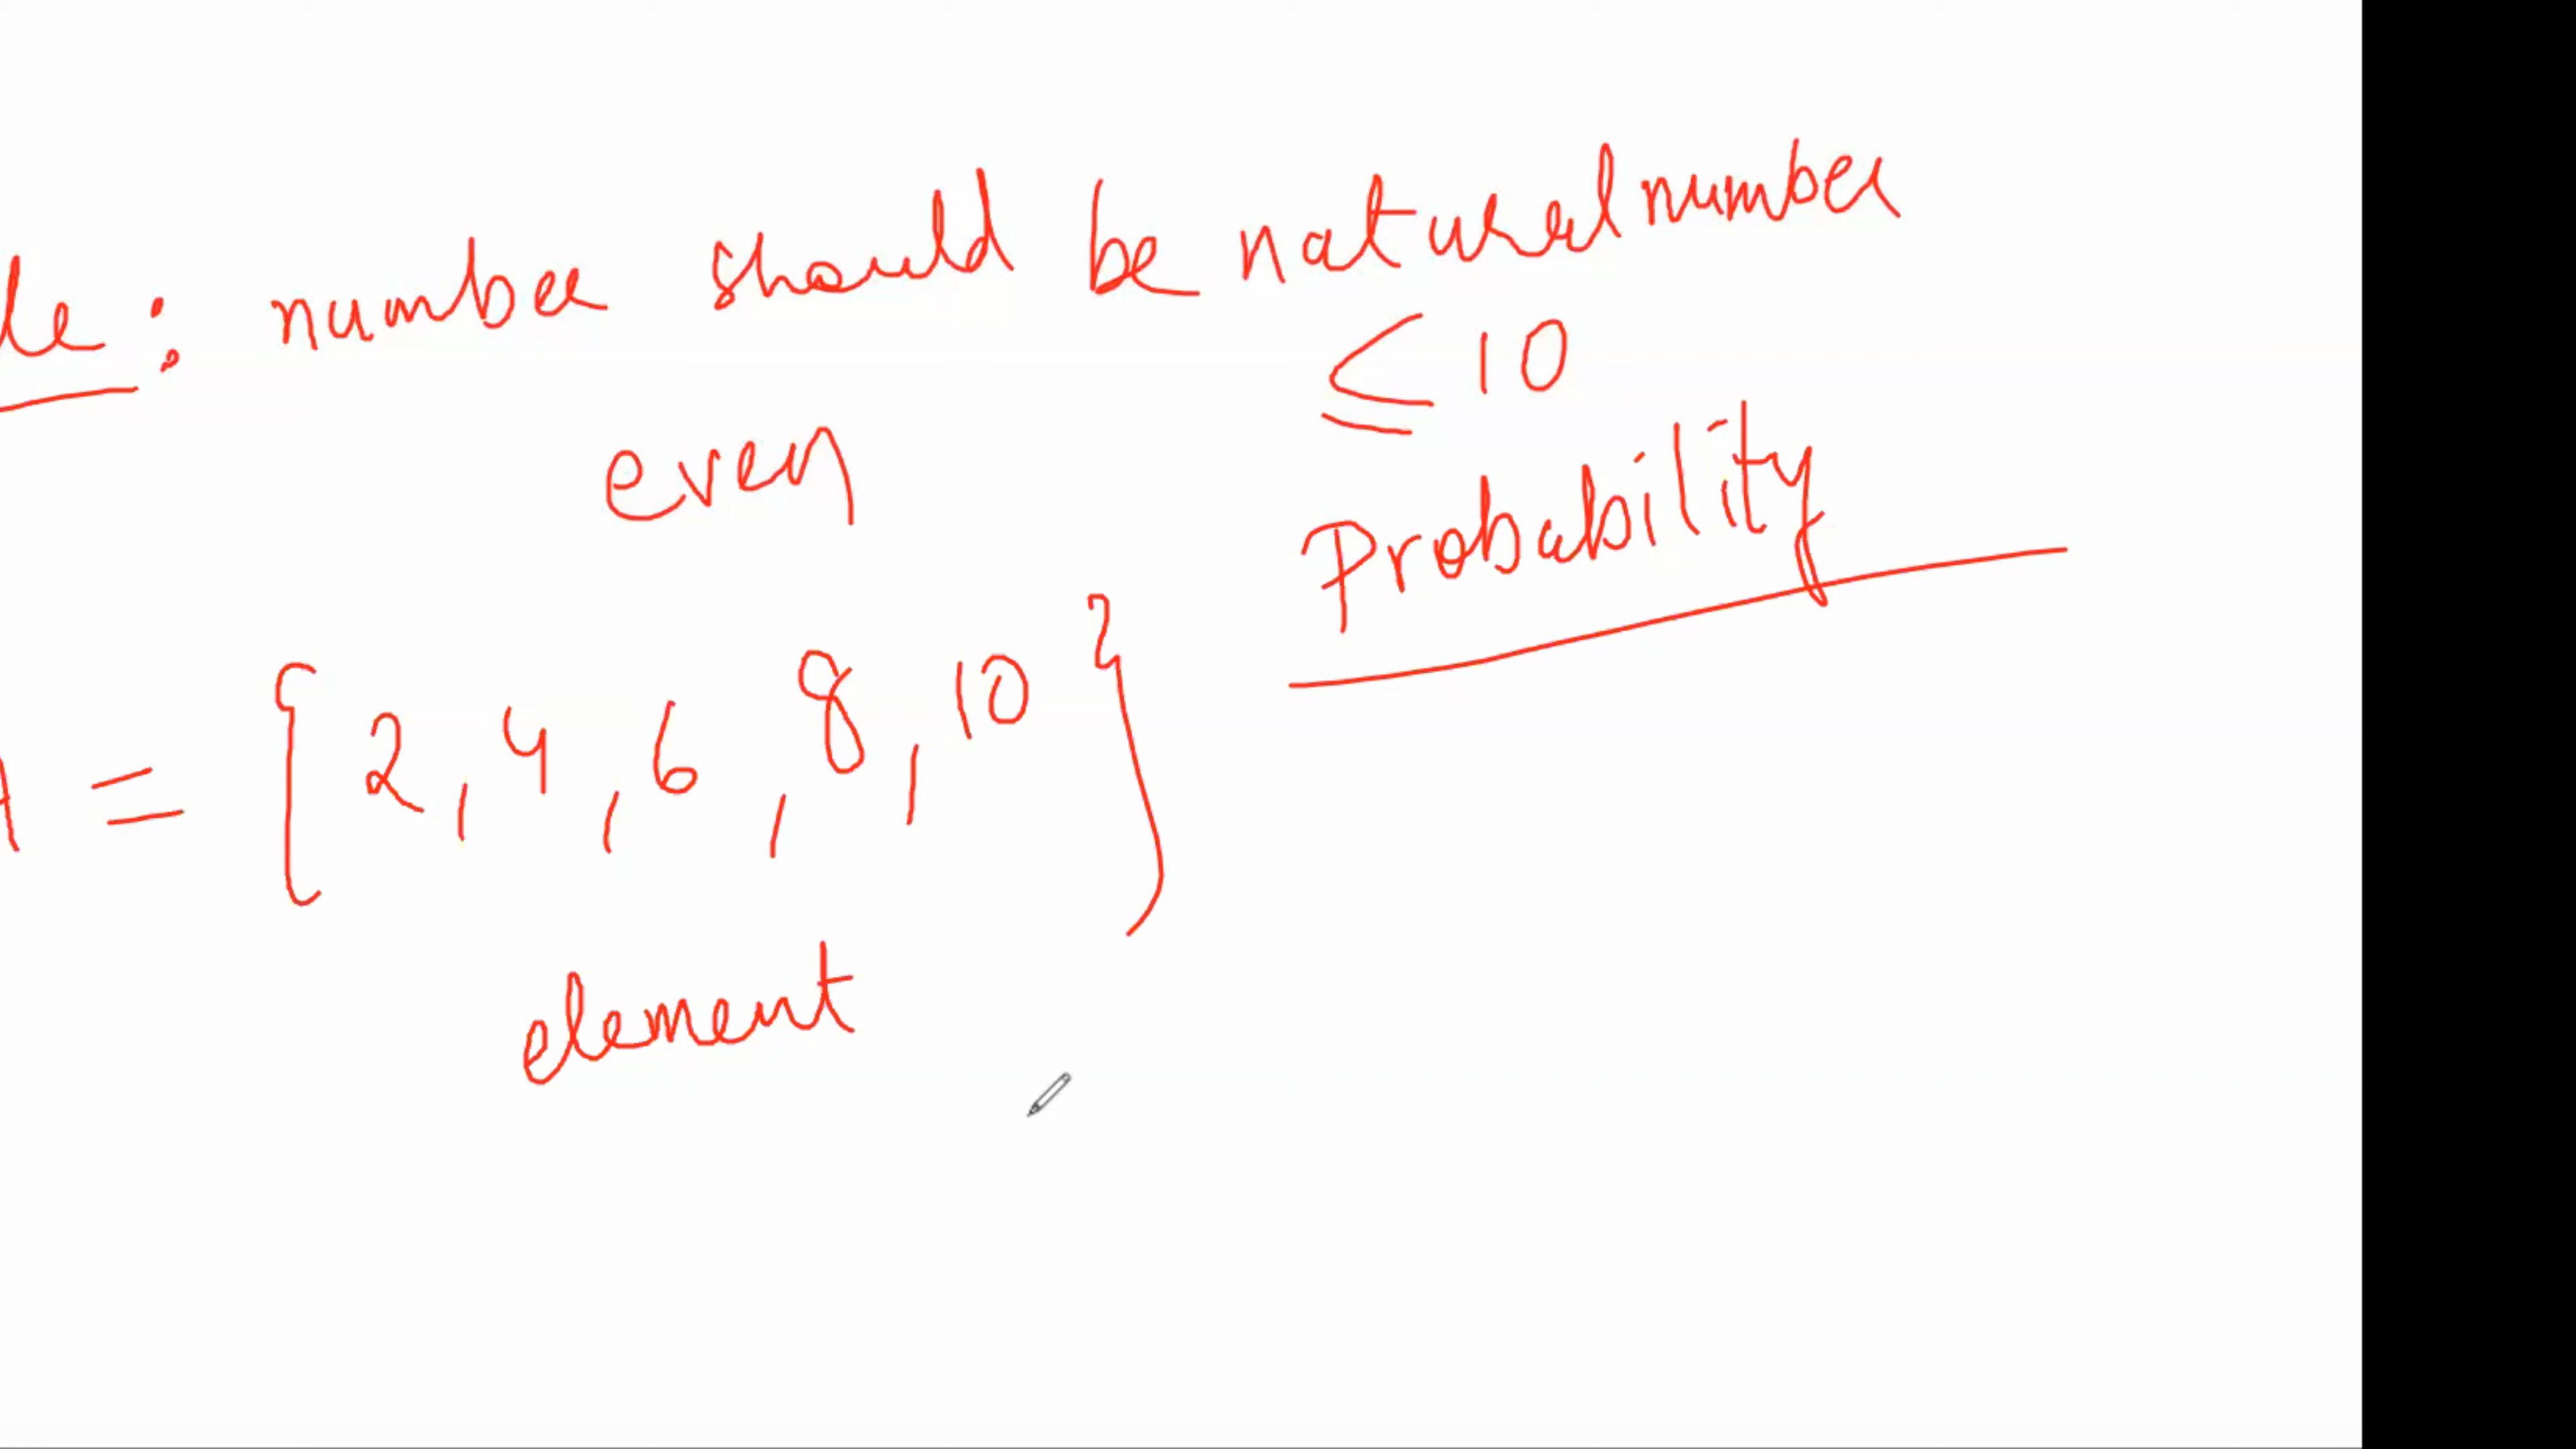 le: number should be natural number
≤ 10
even
Probability
A = { 2, 4, 6, 8, 10 }
element